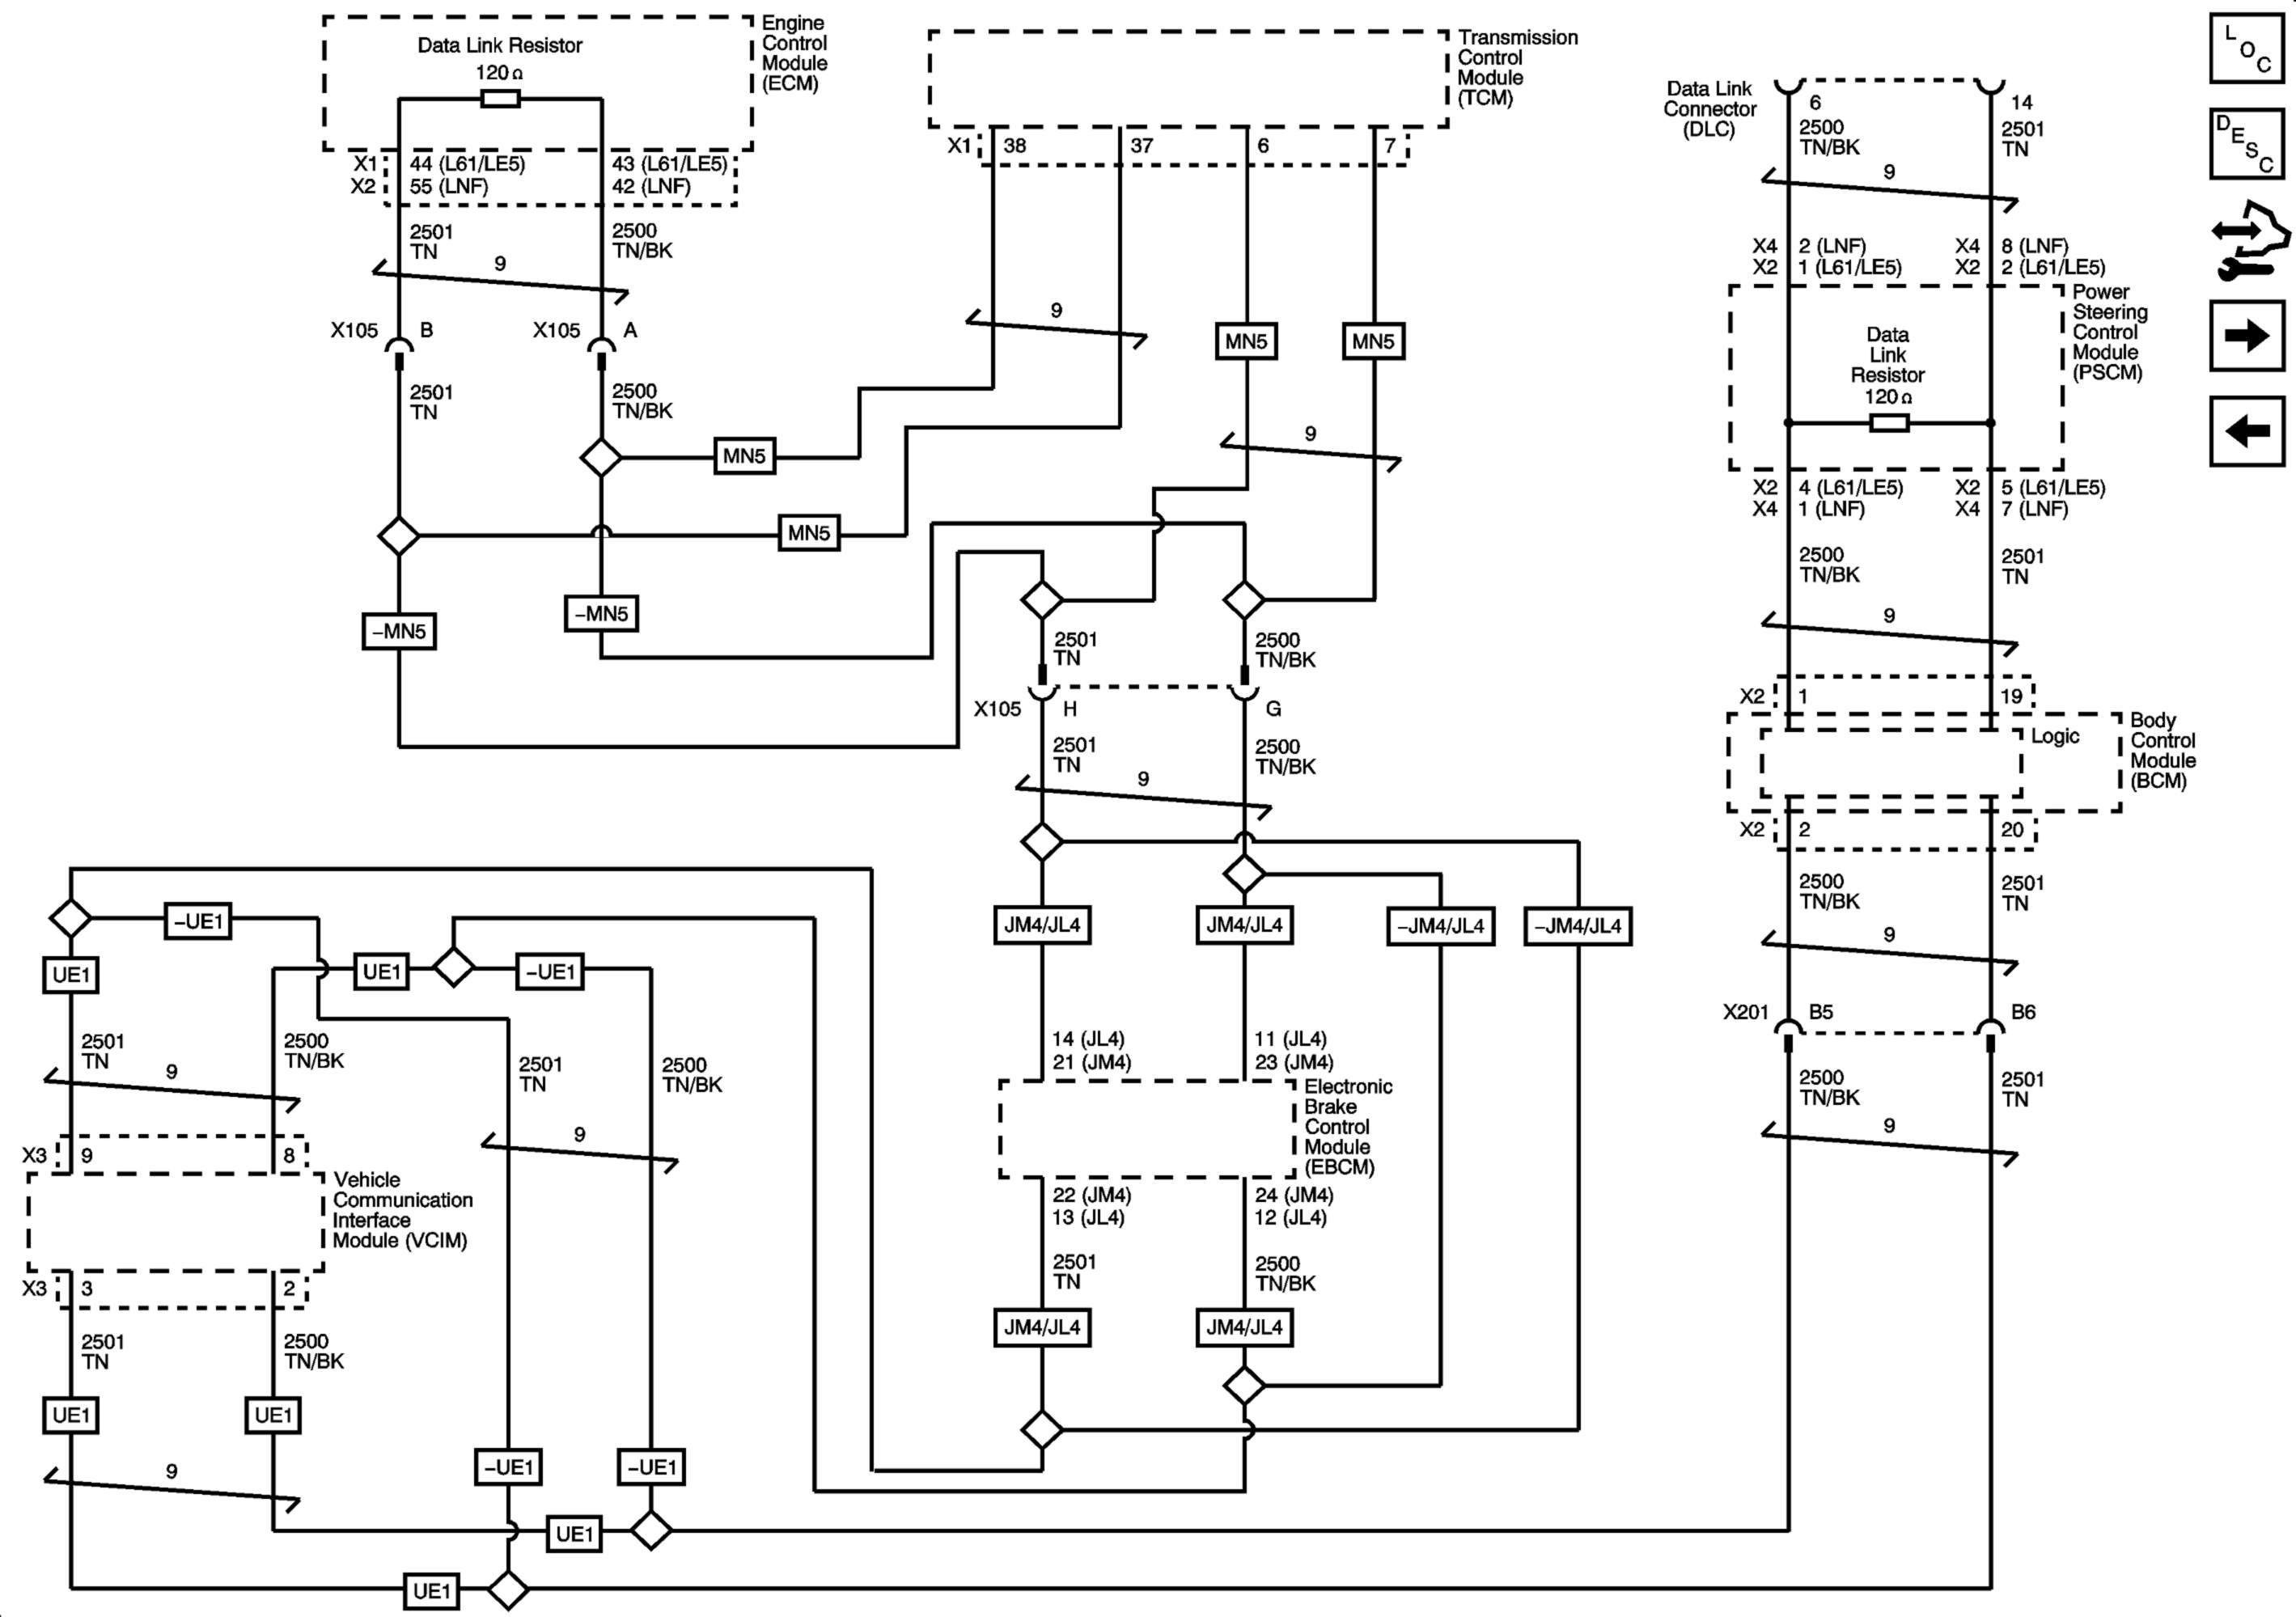 Engine
Control
Module
(ECM)
Data Link Resistor
120 Ω
X1 44 (L61/LE5) 43 (L61/LE5)
X2 55 (LNF) 42 (LNF)
2501
TN
2500
TN/BK
9
X105 B
X105 A
2501
TN
2500
TN/BK
MN5
MN5
–MN5
–MN5
Transmission
Control
Module
(TCM)
X1 38 37 6 7
9
MN5
MN5
9
2501
TN
2500
TN/BK
X105 H G
2501
TN
2500
TN/BK
9
JM4/JL4
JM4/JL4
–JM4/JL4
–JM4/JL4
14 (JL4)
21 (JM4)
11 (JL4)
23 (JM4)
Electronic
Brake
Control
Module
(EBCM)
22 (JM4)
13 (JL4)
24 (JM4)
12 (JL4)
2501
TN
2500
TN/BK
JM4/JL4
JM4/JL4
–UE1
UE1
UE1
–UE1
2501
TN
2500
TN/BK
9
2501
TN
2500
TN/BK
9
X3 9 8
Vehicle
Communication
Interface
Module (VCIM)
X3 3 2
2501
TN
2500
TN/BK
UE1
UE1
9
–UE1
–UE1
UE1
UE1
Data Link
Connector
(DLC)
6
2500
TN/BK
14
2501
TN
9
X4 2 (LNF)
X2 1 (L61/LE5)
X4 8 (LNF)
X2 2 (L61/LE5)
Power
Steering
Control
Module
(PSCM)
Data
Link
Resistor
120 Ω
X2 4 (L61/LE5)
X4 1 (LNF)
X2 5 (L61/LE5)
X4 7 (LNF)
2500
TN/BK
2501
TN
9
X2 1 19
Body
Control
Module
(BCM)
Logic
X2 2 20
2500
TN/BK
2501
TN
9
X201 B5 B6
2500
TN/BK
2501
TN
9
LOC
DESC